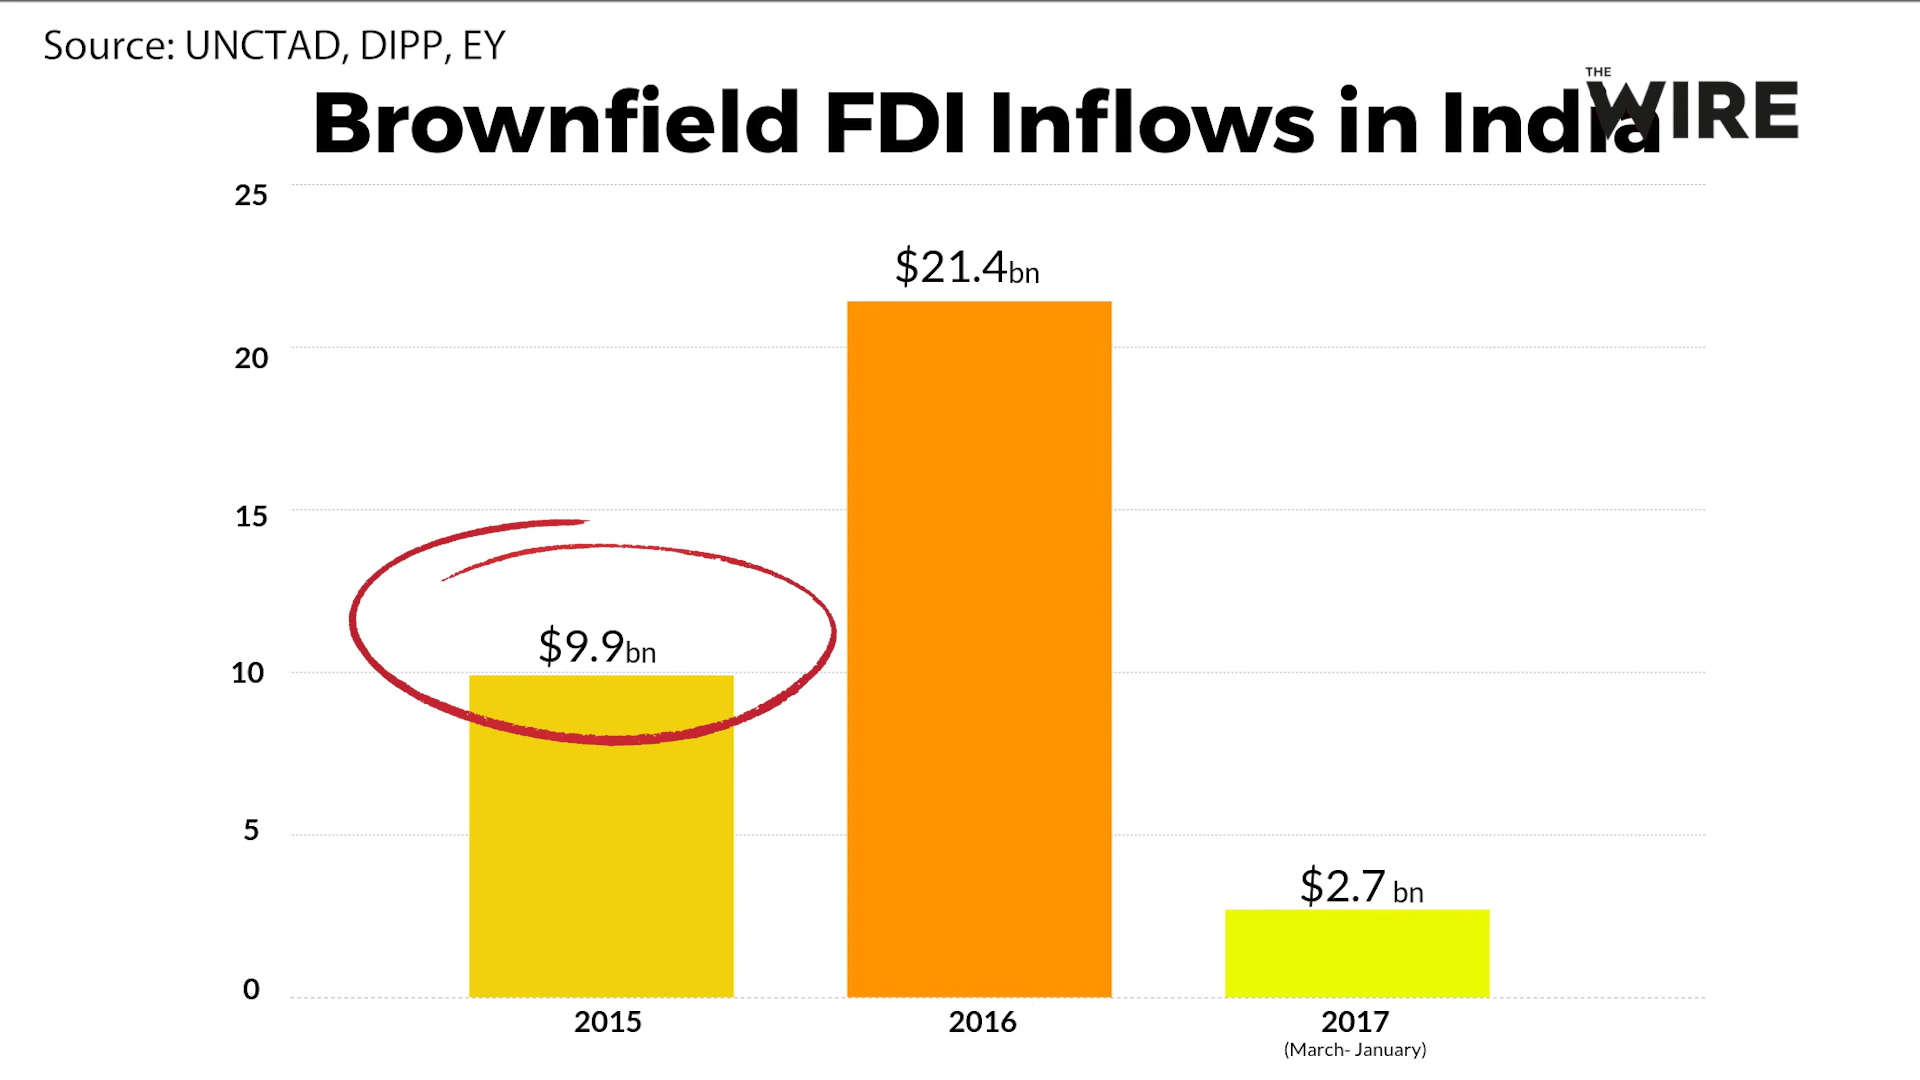 Source: UNCTAD, DIPP, EY
THE
WIRE
Brownfield FDI Inflows in India
25
$21.4bn
20
15
$9.9bn
10
5
$2.7 bn
0
2015
2016
2017
(March- January)